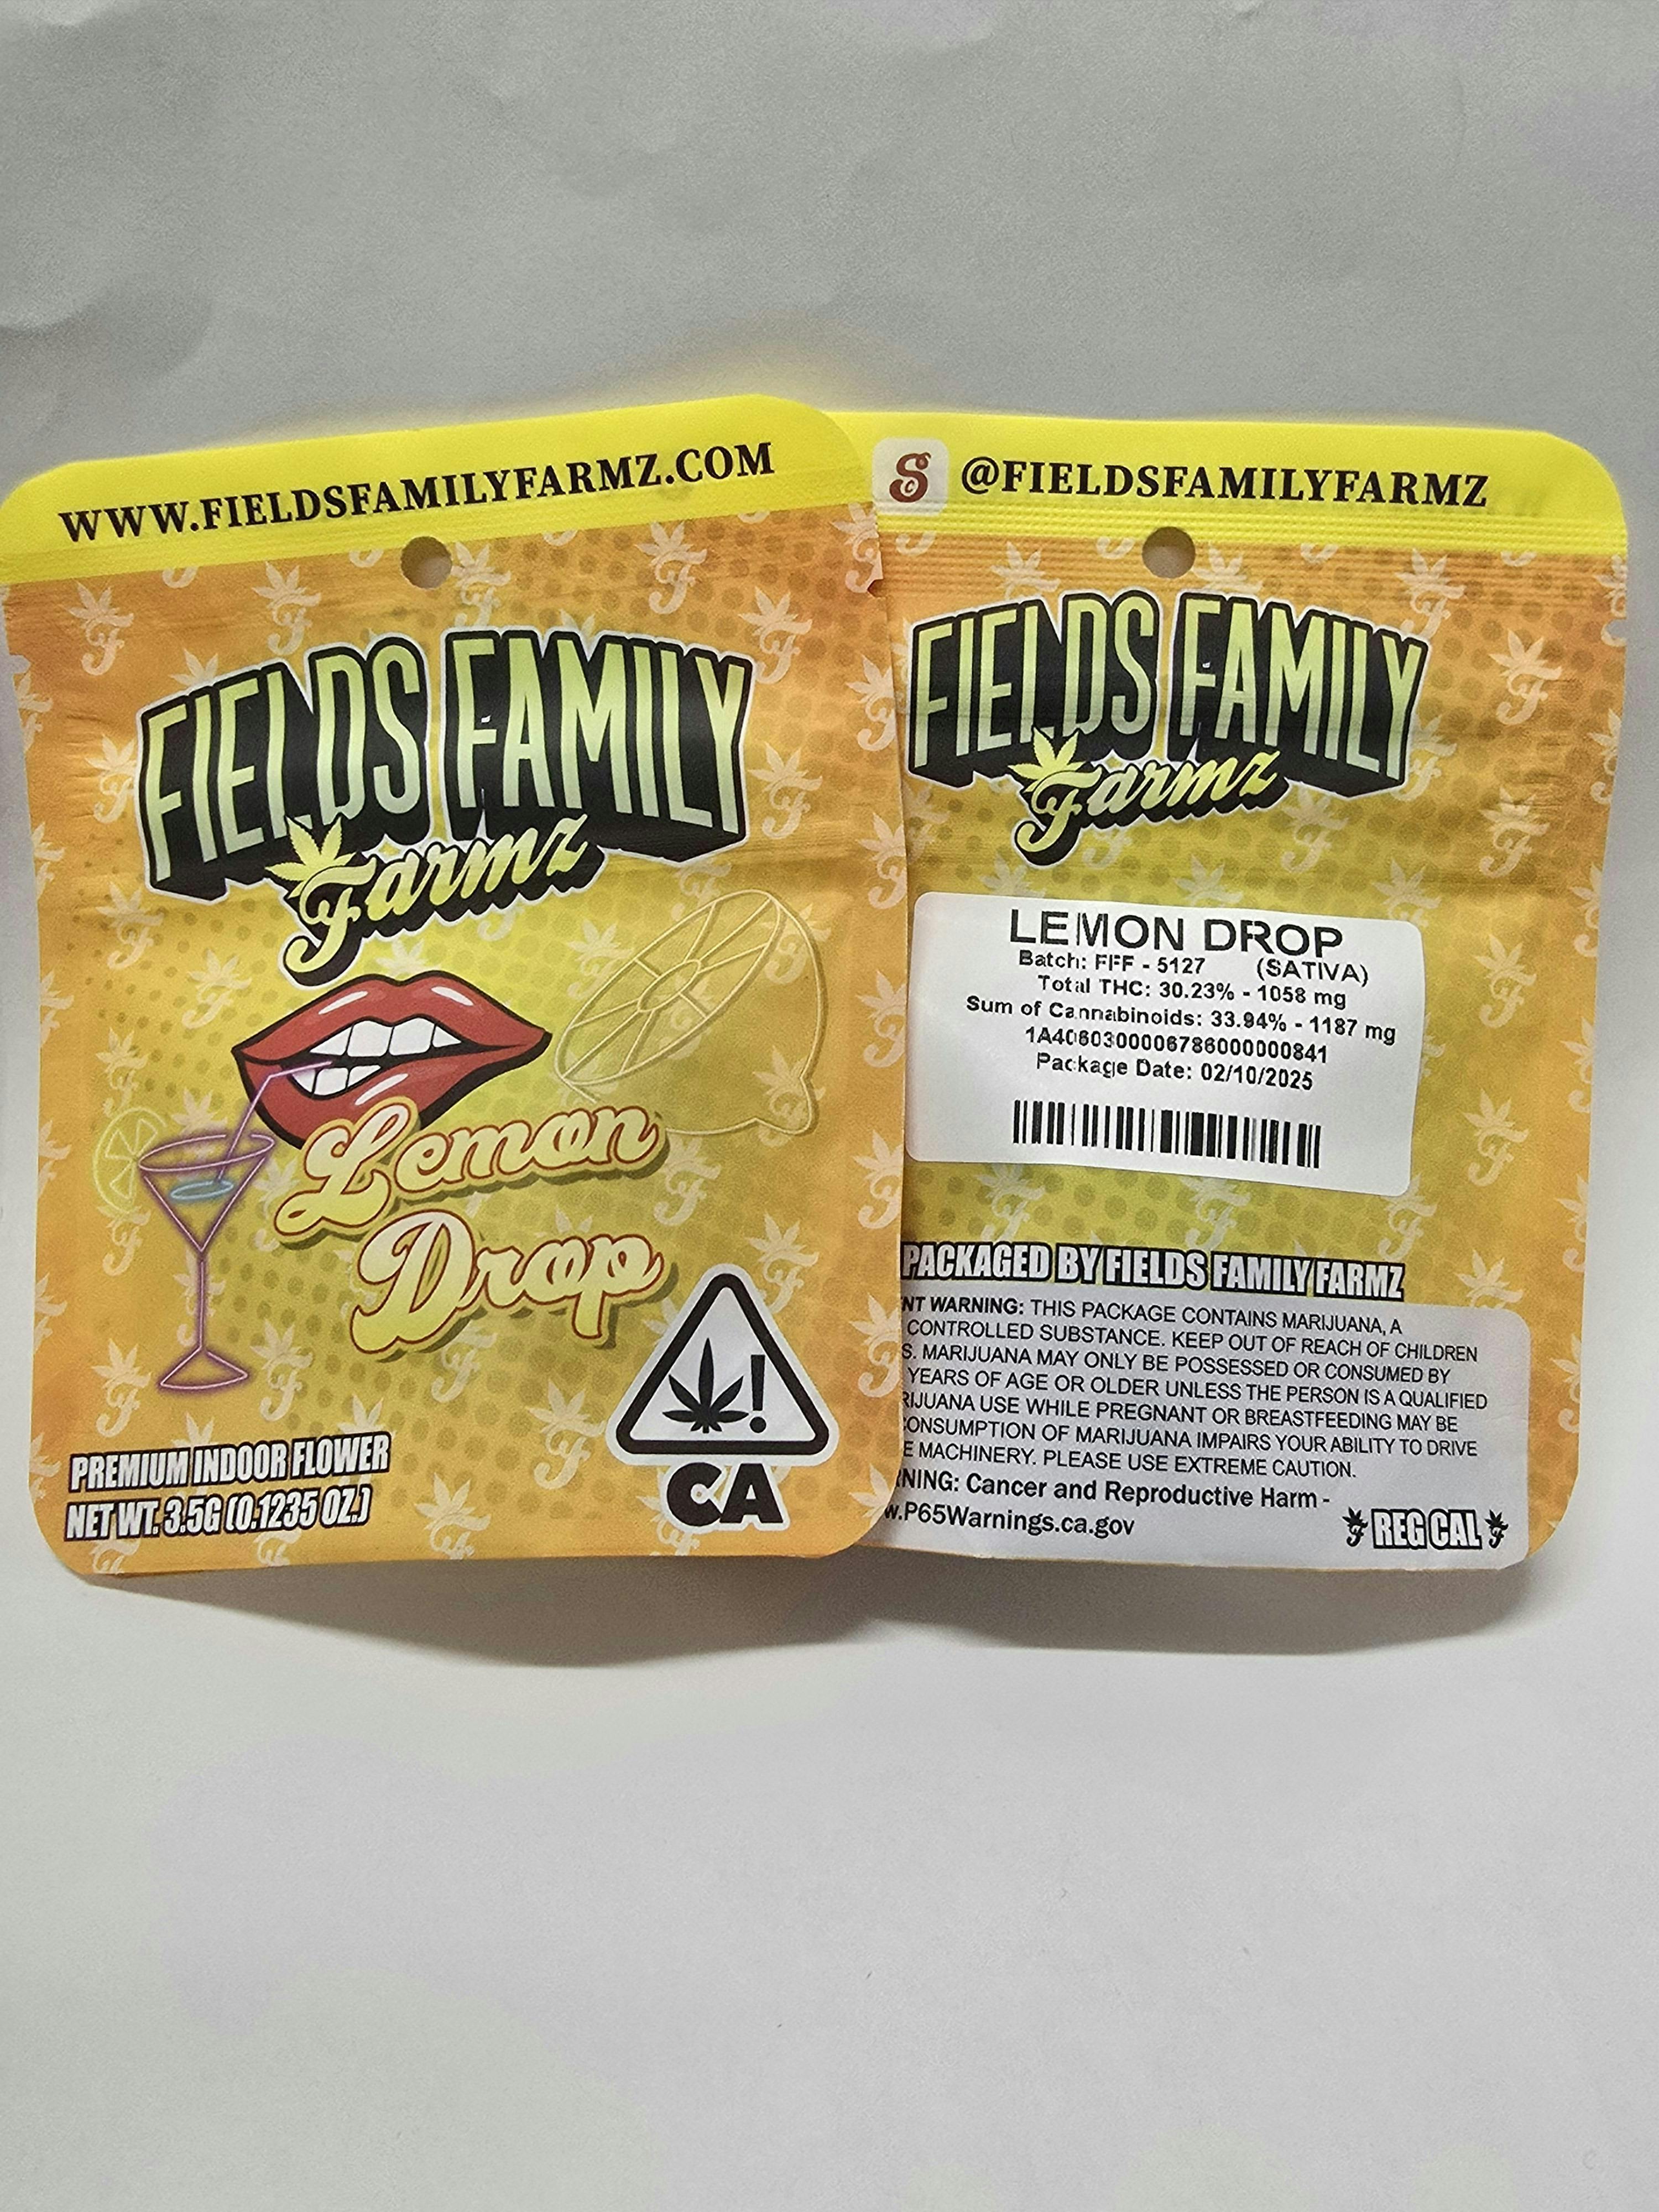 WWW.FIELDSFAMILYFARMZ.COM
FIELDS FAMILY
Farmz
Lemon
Drop
PREMIUM INDOOR FLOWER
NET WT. 3.5G (0.1235 OZ.)
CA
@FIELDSFAMILYFARMZ
FIELDS FAMILY
Farmz
LEMON DROP
Batch: FFF - 5127 (SATIVA)
Total THC: 30.23% - 1058 mg
Sum of Cannabinoids: 33.94% - 1187 mg
1A4060300006786000000841
Package Date: 02/10/2025
PACKAGED BY FIELDS FAMILY FARMZ
WARNING: THIS PACKAGE CONTAINS MARIJUANA, A
CONTROLLED SUBSTANCE. KEEP OUT OF REACH OF CHILDREN
MARIJUANA MAY ONLY BE POSSESSED OR CONSUMED BY
YEARS OF AGE OR OLDER UNLESS THE PERSON IS A QUALIFIED
USE WHILE PREGNANT OR BREASTFEEDING MAY BE
CONSUMPTION OF MARIJUANA IMPAIRS YOUR ABILITY TO DRIVE
MACHINERY. PLEASE USE EXTREME CAUTION.
Cancer and Reproductive Harm -
.P65Warnings.ca.gov
REG CAL